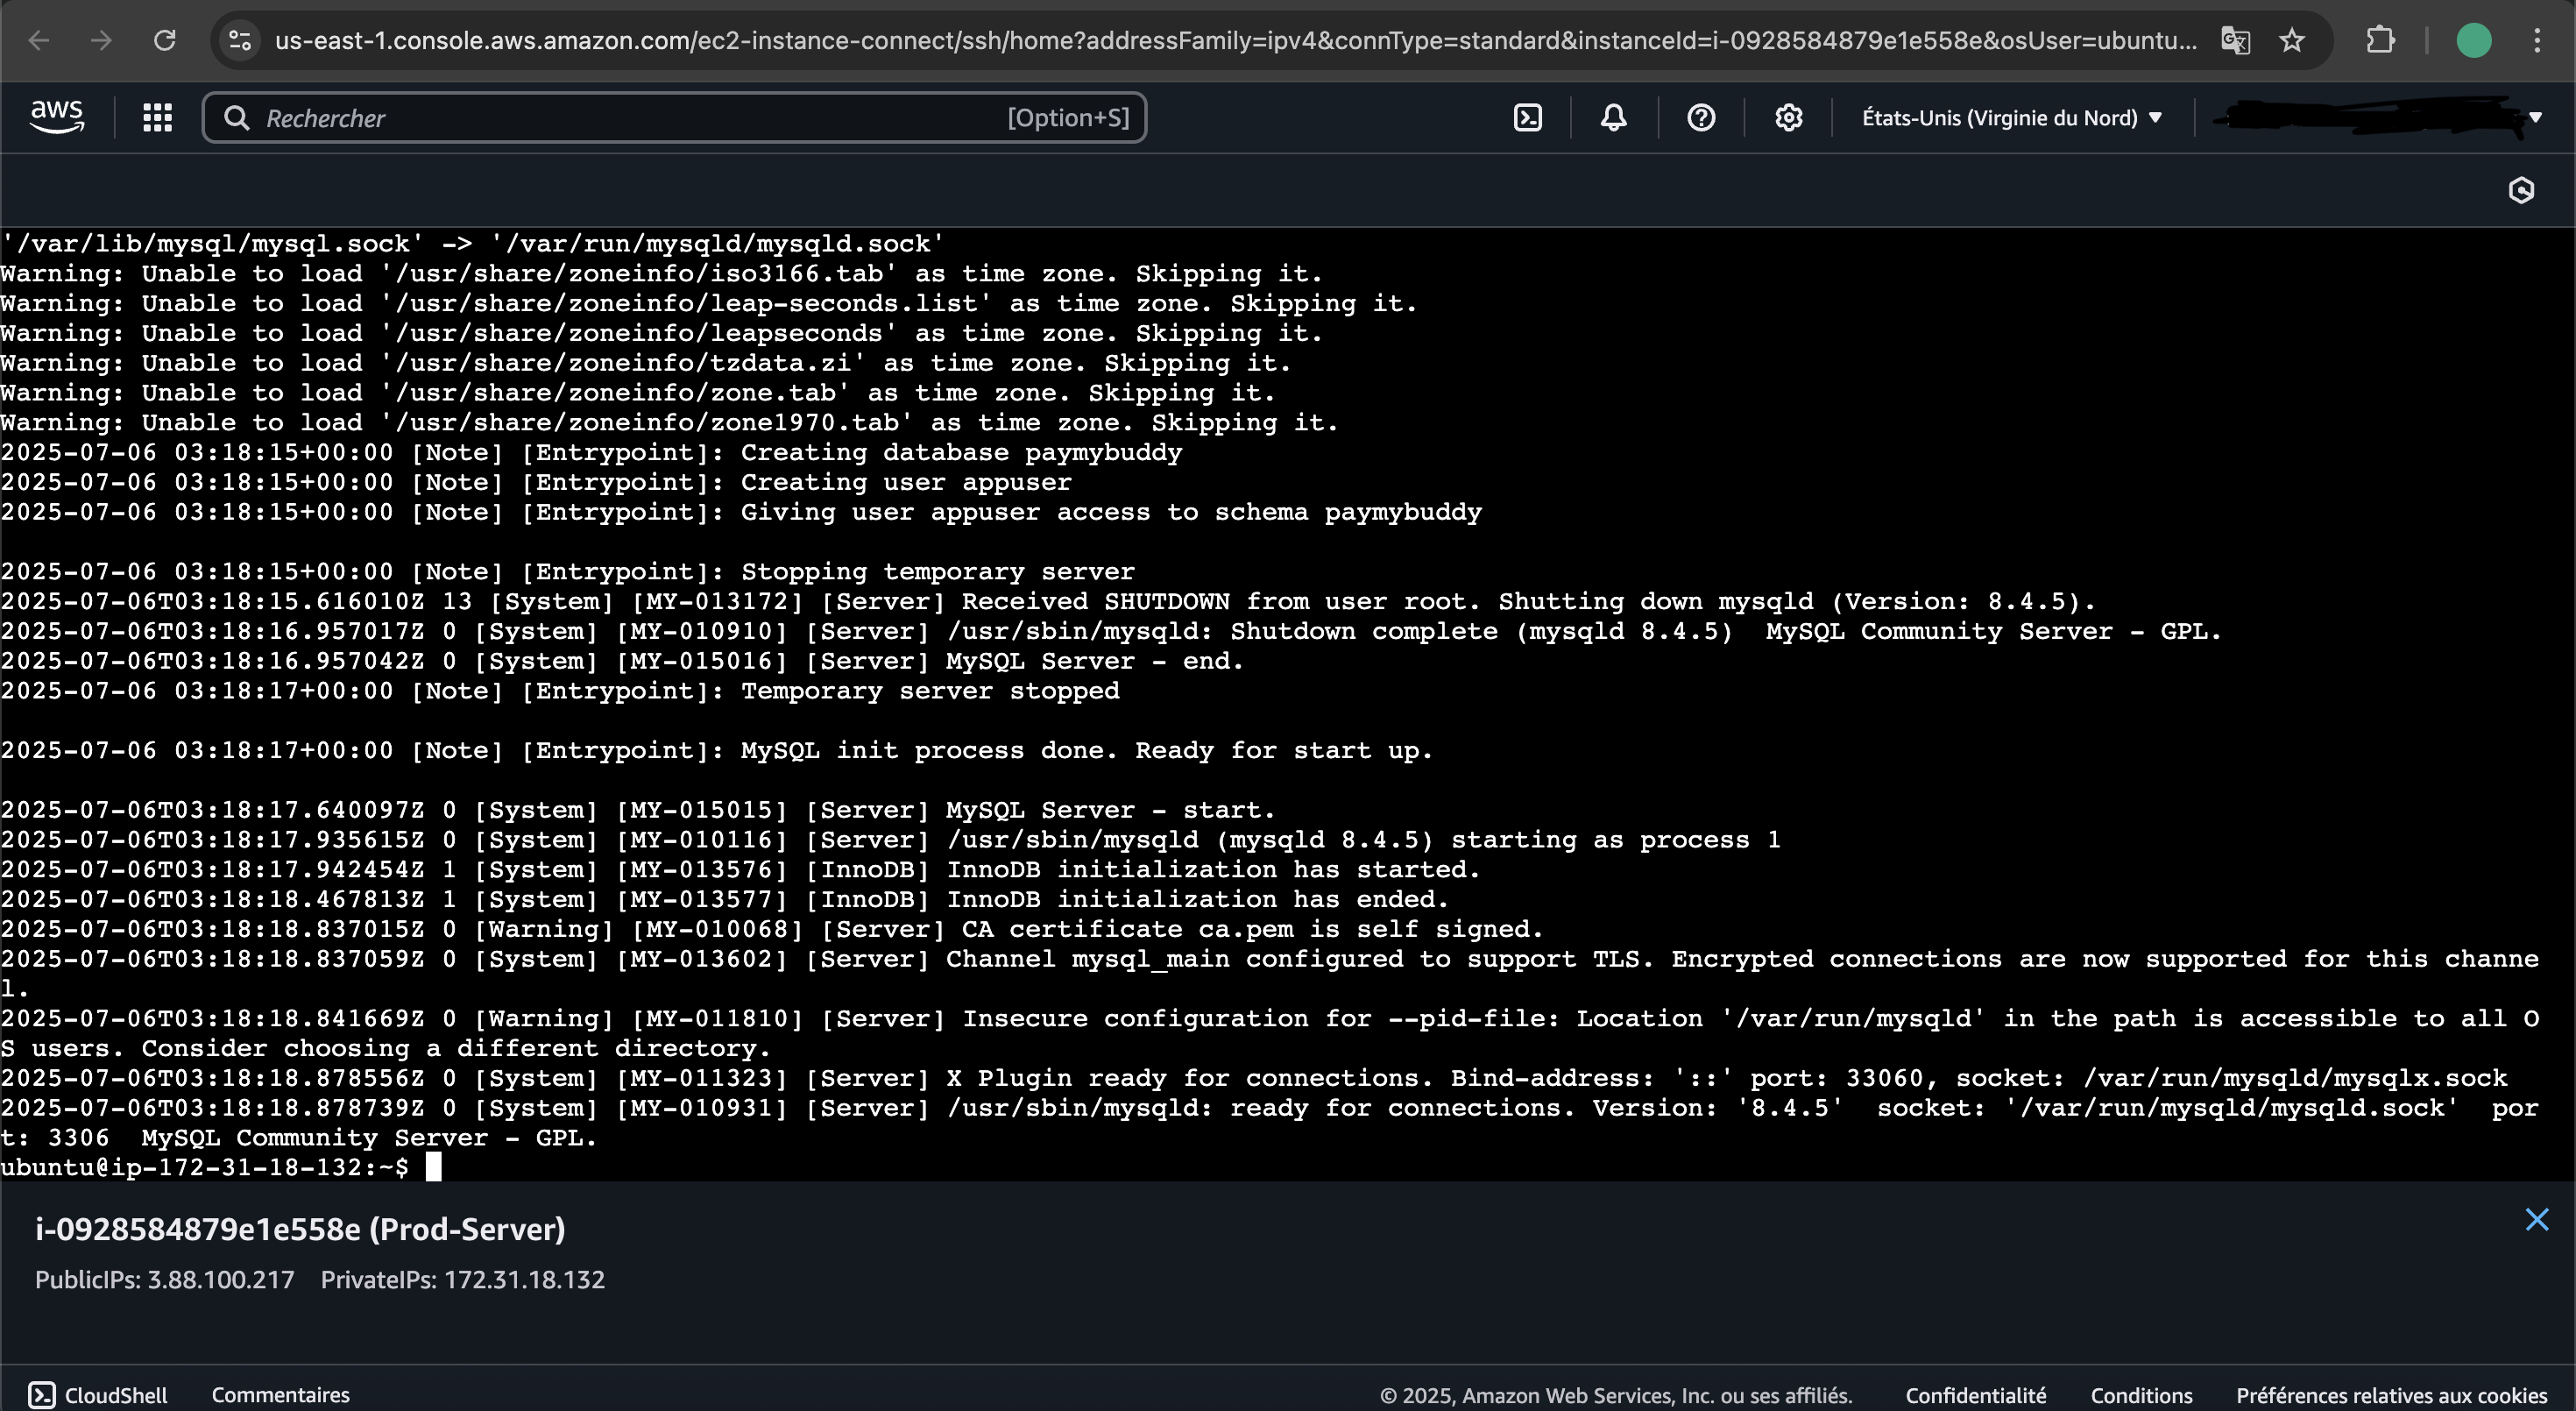 us-east-1.console.aws.amazon.com/ec2-instance-connect/ssh/home?addressFamily=ipv4&connType=standard&instanceId=i-0928584879e1e558e&osUser=ubuntu...
aws
Rechercher
[Option+S]
États-Unis (Virginie du Nord)
'/var/lib/mysql/mysql.sock' -> '/var/run/mysqld/mysqld.sock'
Warning: Unable to load '/usr/share/zoneinfo/iso3166.tab' as time zone. Skipping it.
Warning: Unable to load '/usr/share/zoneinfo/leap-seconds.list' as time zone. Skipping it.
Warning: Unable to load '/usr/share/zoneinfo/leapseconds' as time zone. Skipping it.
Warning: Unable to load '/usr/share/zoneinfo/tzdata.zi' as time zone. Skipping it.
Warning: Unable to load '/usr/share/zoneinfo/zone.tab' as time zone. Skipping it.
Warning: Unable to load '/usr/share/zoneinfo/zone1970.tab' as time zone. Skipping it.
2025-07-06 03:18:15+00:00 [Note] [Entrypoint]: Creating database paymybuddy
2025-07-06 03:18:15+00:00 [Note] [Entrypoint]: Creating user appuser
2025-07-06 03:18:15+00:00 [Note] [Entrypoint]: Giving user appuser access to schema paymybuddy
2025-07-06 03:18:15+00:00 [Note] [Entrypoint]: Stopping temporary server
2025-07-06T03:18:15.616010Z 13 [System] [MY-013172] [Server] Received SHUTDOWN from user root. Shutting down mysqld (Version: 8.4.5).
2025-07-06T03:18:16.957017Z 0 [System] [MY-010910] [Server] /usr/sbin/mysqld: Shutdown complete (mysqld 8.4.5)  MySQL Community Server - GPL.
2025-07-06T03:18:16.957042Z 0 [System] [MY-015016] [Server] MySQL Server - end.
2025-07-06 03:18:17+00:00 [Note] [Entrypoint]: Temporary server stopped
2025-07-06 03:18:17+00:00 [Note] [Entrypoint]: MySQL init process done. Ready for start up.
2025-07-06T03:18:17.640097Z 0 [System] [MY-015015] [Server] MySQL Server - start.
2025-07-06T03:18:17.935615Z 0 [System] [MY-010116] [Server] /usr/sbin/mysqld (mysqld 8.4.5) starting as process 1
2025-07-06T03:18:17.942454Z 1 [System] [MY-013576] [InnoDB] InnoDB initialization has started.
2025-07-06T03:18:18.467813Z 1 [System] [MY-013577] [InnoDB] InnoDB initialization has ended.
2025-07-06T03:18:18.837015Z 0 [Warning] [MY-010068] [Server] CA certificate ca.pem is self signed.
2025-07-06T03:18:18.837059Z 0 [System] [MY-013602] [Server] Channel mysql_main configured to support TLS. Encrypted connections are now supported for this channe
l.
2025-07-06T03:18:18.841669Z 0 [Warning] [MY-011810] [Server] Insecure configuration for --pid-file: Location '/var/run/mysqld' in the path is accessible to all O
S users. Consider choosing a different directory.
2025-07-06T03:18:18.878556Z 0 [System] [MY-011323] [Server] X Plugin ready for connections. Bind-address: '::' port: 33060, socket: /var/run/mysqld/mysqlx.sock
2025-07-06T03:18:18.878739Z 0 [System] [MY-010931] [Server] /usr/sbin/mysqld: ready for connections. Version: '8.4.5'  socket: '/var/run/mysqld/mysqld.sock'  por
t: 3306  MySQL Community Server - GPL.
ubuntu@ip-172-31-18-132:~$
i-0928584879e1e558e (Prod-Server)
PublicIPs: 3.88.100.217 PrivateIPs: 172.31.18.132
CloudShell Commentaires
© 2025, Amazon Web Services, Inc. ou ses affiliés. Confidentialité Conditions Préférences relatives aux cookies